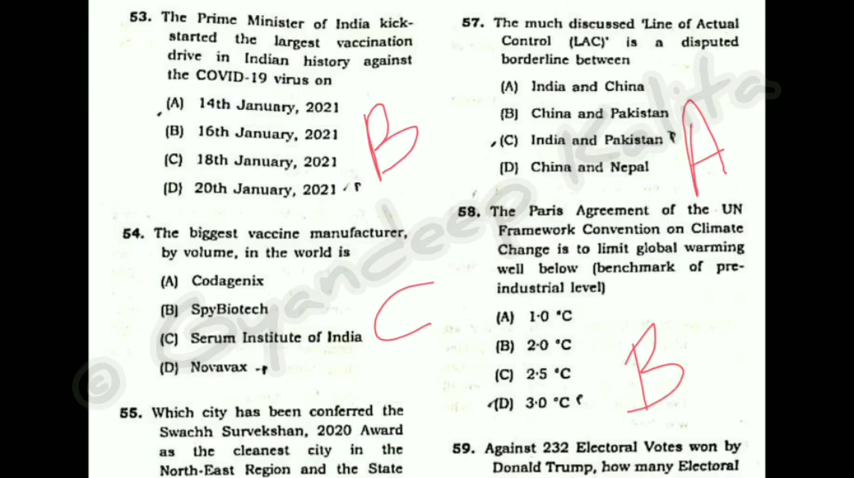 53. The Prime Minister of India kick-
started the largest vaccination
drive in Indian history against
the COVID-19 virus on
(A) 14th January, 2021
(B) 16th January, 2021
(C) 18th January, 2021
(D) 20th January, 2021
B
54. The biggest vaccine manufacturer,
by volume, in the world is
(A) Codagenix
(B) SpyBiotech
(C) Serum Institute of India
(D) Novavax
C
55. Which city has been conferred the
Swachh Survekshan, 2020 Award
as the cleanest city in the
North-East Region and the State
57. The much discussed 'Line of Actual
Control (LAC)' is a disputed
borderline between
(A) India and China
(B) China and Pakistan
(C) India and Pakistan
(D) China and Nepal
A
58. The Paris Agreement of the UN
Framework Convention on Climate
Change is to limit global warming
well below (benchmark of pre-
industrial level)
(A) 1·0 °C
(B) 2·0 °C
(C) 2·5 °C
(D) 3·0 °C
B
59. Against 232 Electoral Votes won by
Donald Trump, how many Electoral
© Gyandeep Kalita